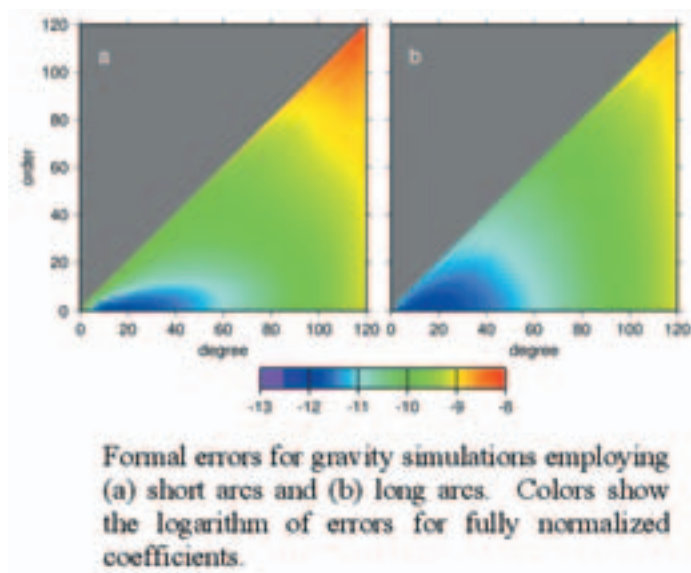 120
100
80
60
40
20
0
order
a
b
0 20 40 60 80 100 120
0 20 40 60 80 100 120
degree
degree
-13 -12 -11 -10 -9 -8
Formal errors for gravity simulations employing
(a) short arcs and (b) long arcs. Colors show
the logarithm of errors for fully normalized
coefficients.